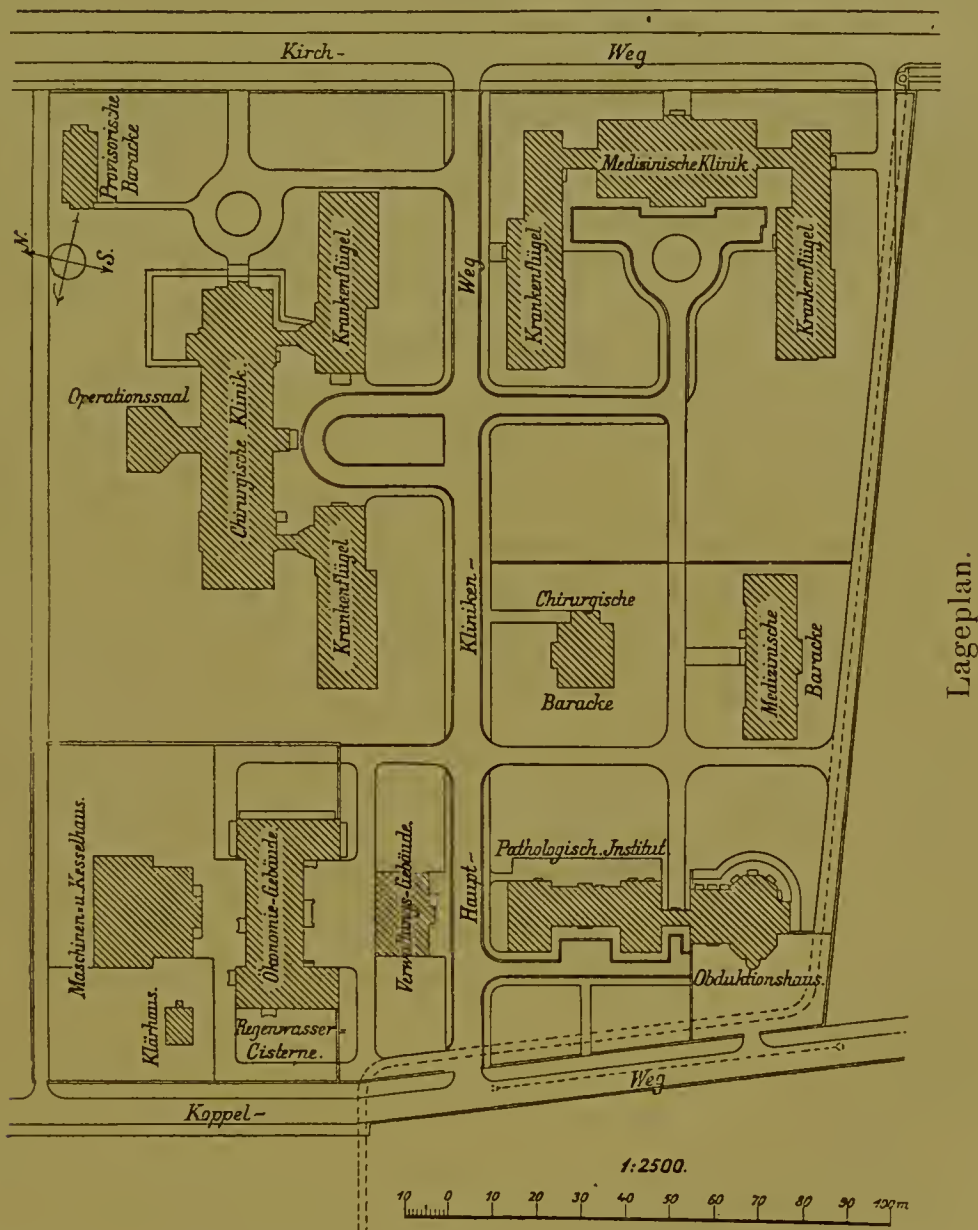 Kirch-
Weg
Provisorische
Baracke
N.
S.
Medizinische Klinik
Krankenflügel
Krankenflügel
Krankenflügel
Weg
Operationssaal
Chirurgische Klinik.
Krankenflügel
Kliniken-
Chirurgische
Baracke
Medizinische
Baracke
Lageplan.
Maschinen- u. Kesselhaus.
Ökonomie-Gebäude.
Verwaltungs-Gebäude.
Haupt-
Pathologisch. Institut.
Obduktionshaus.
Klärhaus.
Regenwasser-
Cisterne.
Weg
Koppel-
1:2500.
10 0 10 20 30 40 50 60 70 80 90 100 m